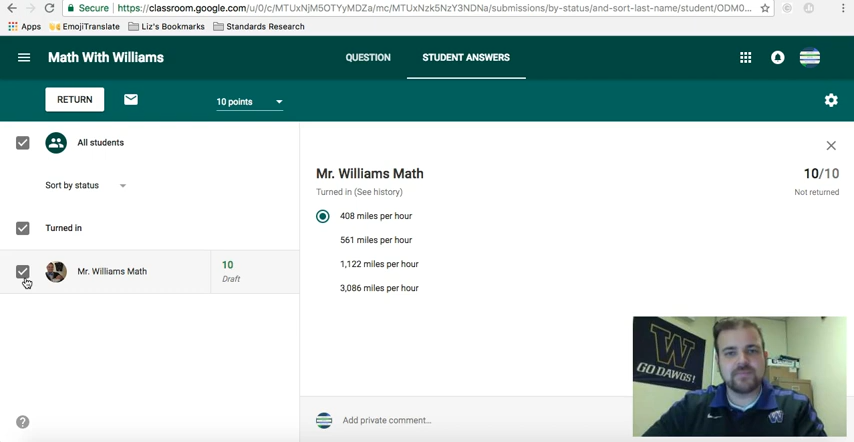 Secure https://classroom.google.com/u/0/c/MTUxNjM5OTYyMDZa/mc/MTUxNzk5NzY3NDNa/submissions/by-status/and-sort-last-name/student/ODM0...
Apps EmojiTranslate Liz's Bookmarks Standards Research
Math With Williams QUESTION STUDENT ANSWERS
RETURN 10 points
All students
Sort by status
Turned in
Mr. Williams Math 10
Draft
Mr. Williams Math 10/10
Turned in (See history) Not returned
408 miles per hour
561 miles per hour
1,122 miles per hour
3,086 miles per hour
Add private comment...
W
GO DAWGS!
W